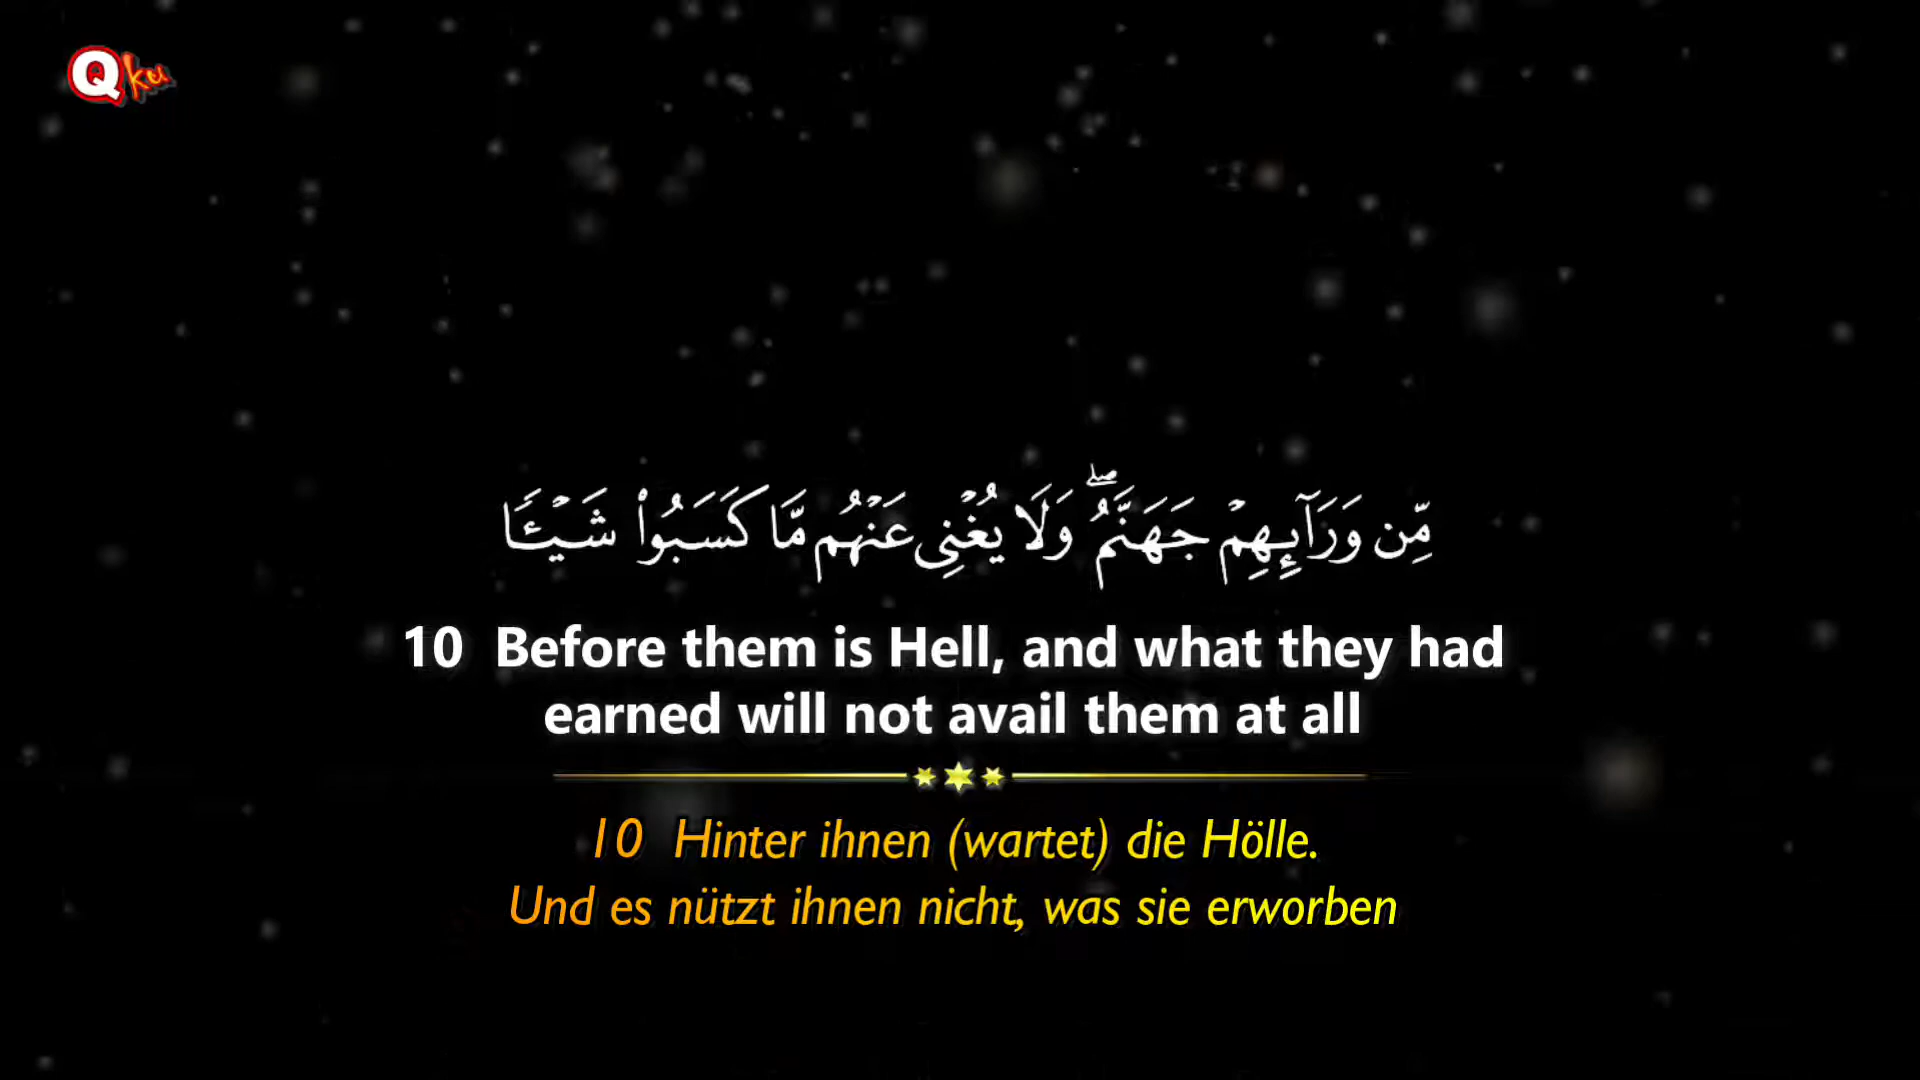 Qku
مِّن وَرَآئِهِمْ جَهَنَّمُ ۖ وَلَا يُغْنِى عَنْهُم مَّا كَسَبُوا۟ شَيْـًٔا
10 Before them is Hell, and what they had
earned will not avail them at all
10 Hinter ihnen (wartet) die Hölle.
Und es nützt ihnen nicht, was sie erworben